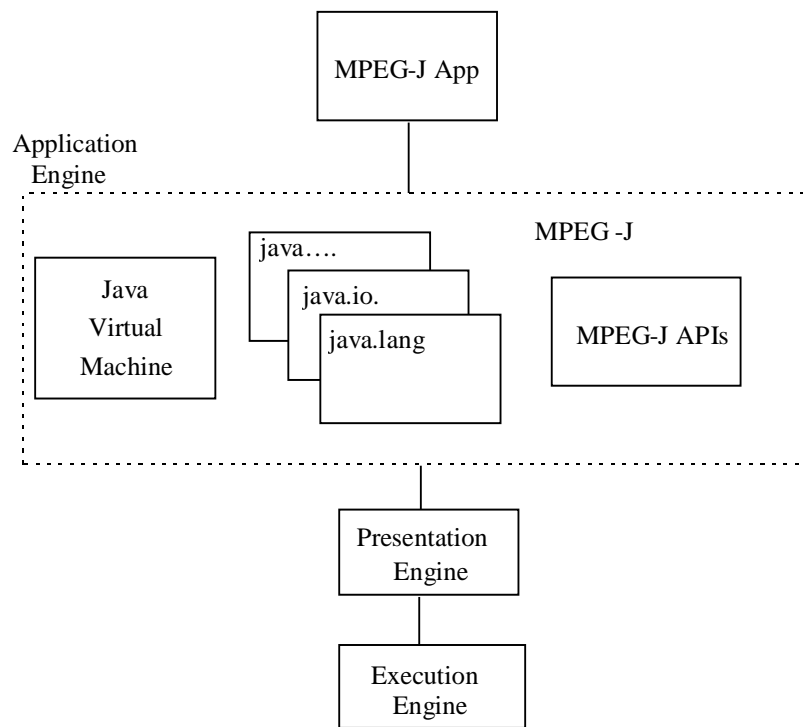 MPEG-J App
Application
Engine
MPEG -J
java….
java.io.
java.lang
Java
Virtual
Machine
MPEG-J APIs
Presentation
Engine
Execution
Engine